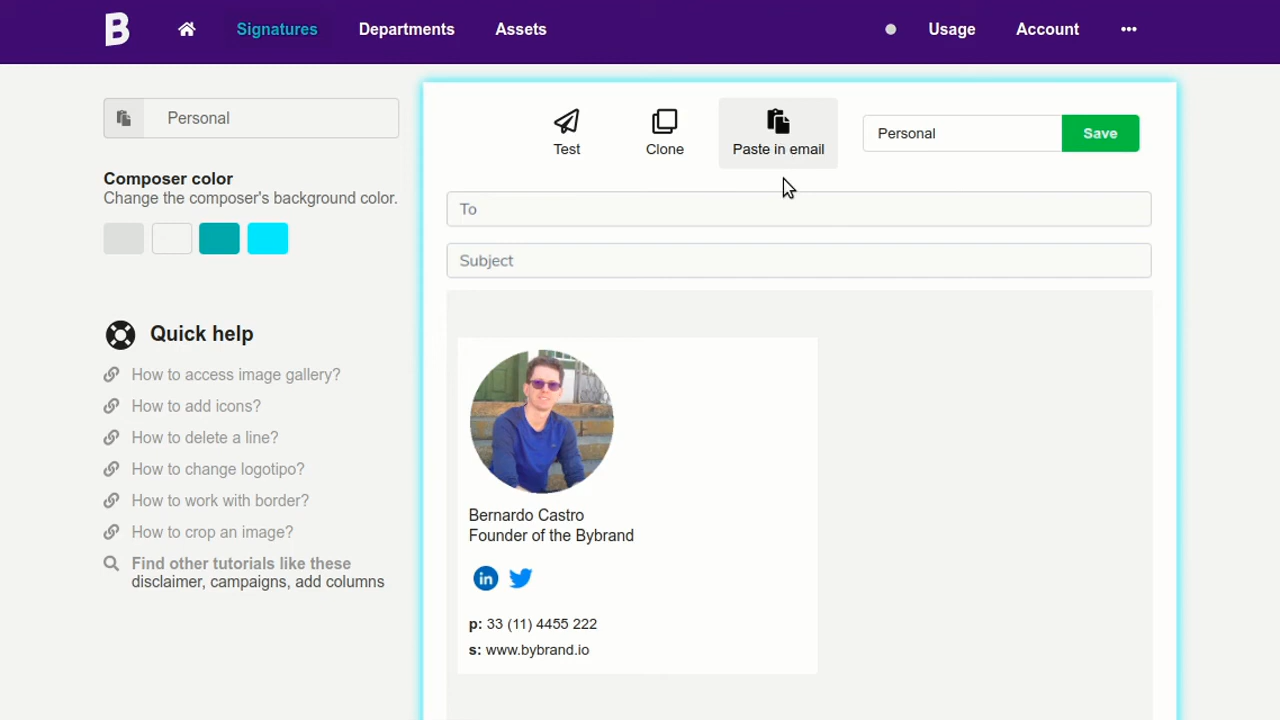 B
Signatures
Departments
Assets
Usage
Account
Personal
Composer color
Change the composer's background color.
Quick help
How to access image gallery?
How to add icons?
How to delete a line?
How to change logotipo?
How to work with border?
How to crop an image?
Find other tutorials like these
disclaimer, campaigns, add columns
Test
Clone
Paste in email
Personal
Save
To
Subject
Bernardo Castro
Founder of the Bybrand
in
p: 33 (11) 4455 222
s: www.bybrand.io